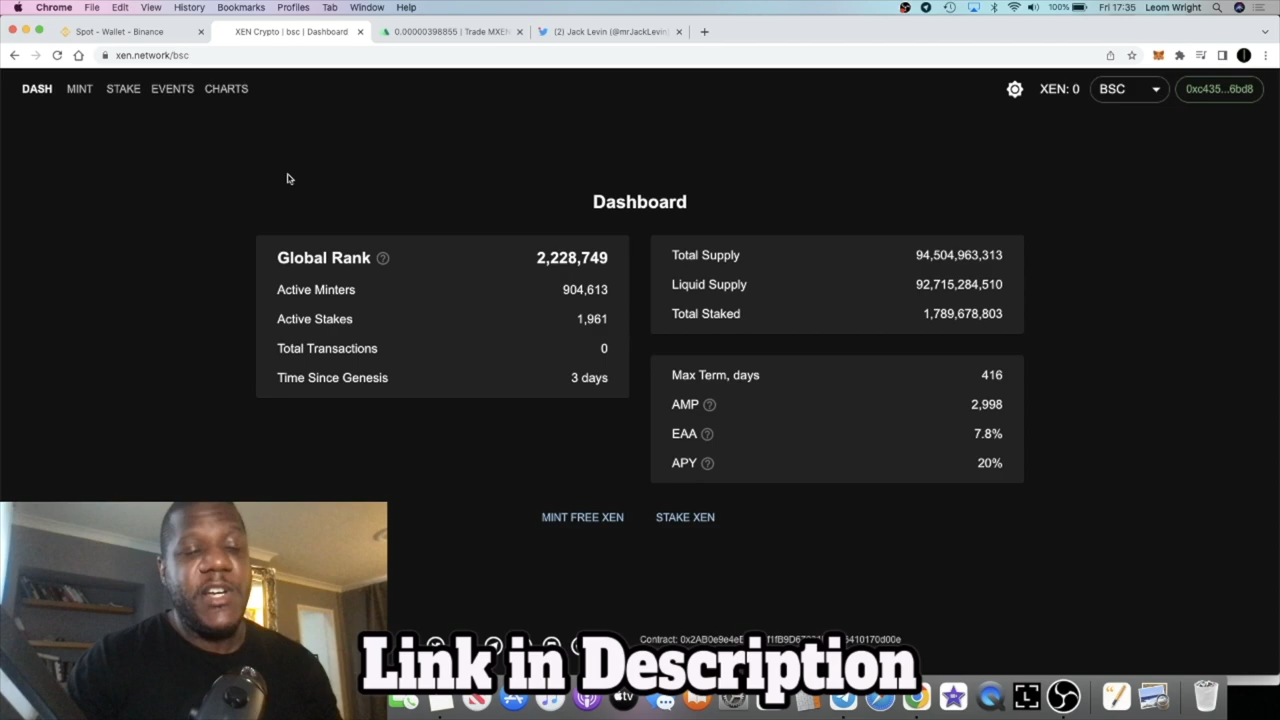 Chrome File Edit View History Bookmarks Profiles Tab Window Help 100% Fri 17:35 Leom Wright
Spot - Wallet - Binance XEN Crypto | bsc | Dashboard 0.00000398855 | Trade MXEN (2) Jack Levin (@mrJackLevin
xen.network/bsc
DASH MINT STAKE EVENTS CHARTS XEN: 0 BSC 0xc435...6bd8
Dashboard
Global Rank 2,228,749
Active Minters 904,613
Active Stakes 1,961
Total Transactions 0
Time Since Genesis 3 days
Total Supply 94,504,963,313
Liquid Supply 92,715,284,510
Total Staked 1,789,678,803
Max Term, days 416
AMP 2,998
EAA 7.8%
APY 20%
MINT FREE XEN STAKE XEN
Contract:
Link in Description
tv